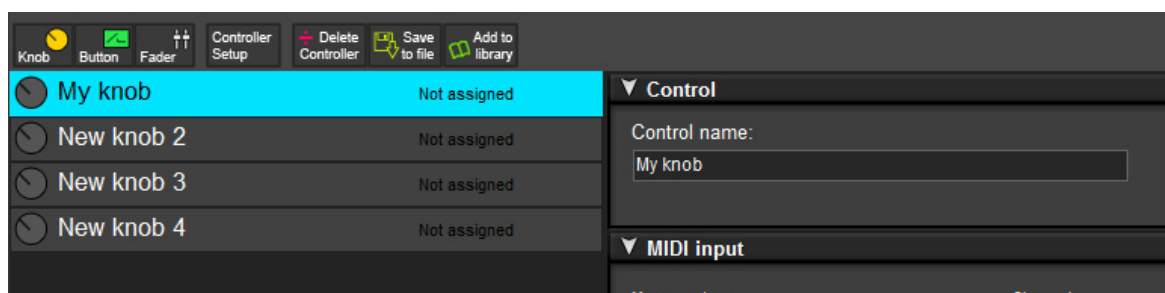 Knob Button Fader Controller Setup Delete Controller Save to file Add to library
My knob Not assigned
New knob 2 Not assigned
New knob 3 Not assigned
New knob 4 Not assigned
Control
Control name:
My knob
MIDI input